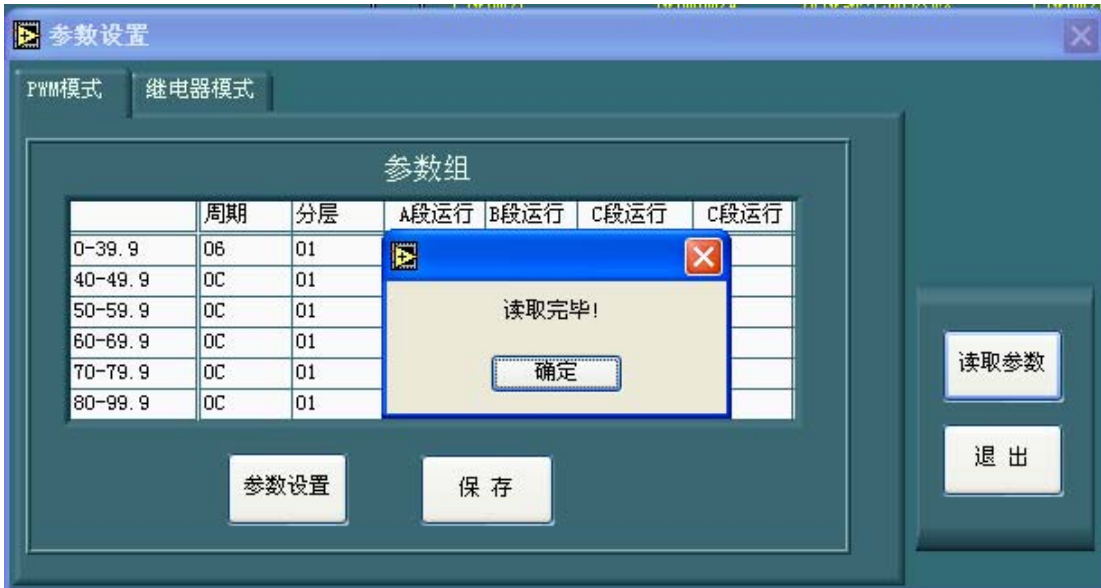 参数设置
PWM模式 继电器模式
参数组
周期 分层 A段运行 B段运行 C段运行 C段运行
0-39.9 06 01
40-49.9 0C 01
50-59.9 0C 01
60-69.9 0C 01
70-79.9 0C 01
80-99.9 0C 01
读取完毕!
确定
读取参数
退 出
参数设置 保 存